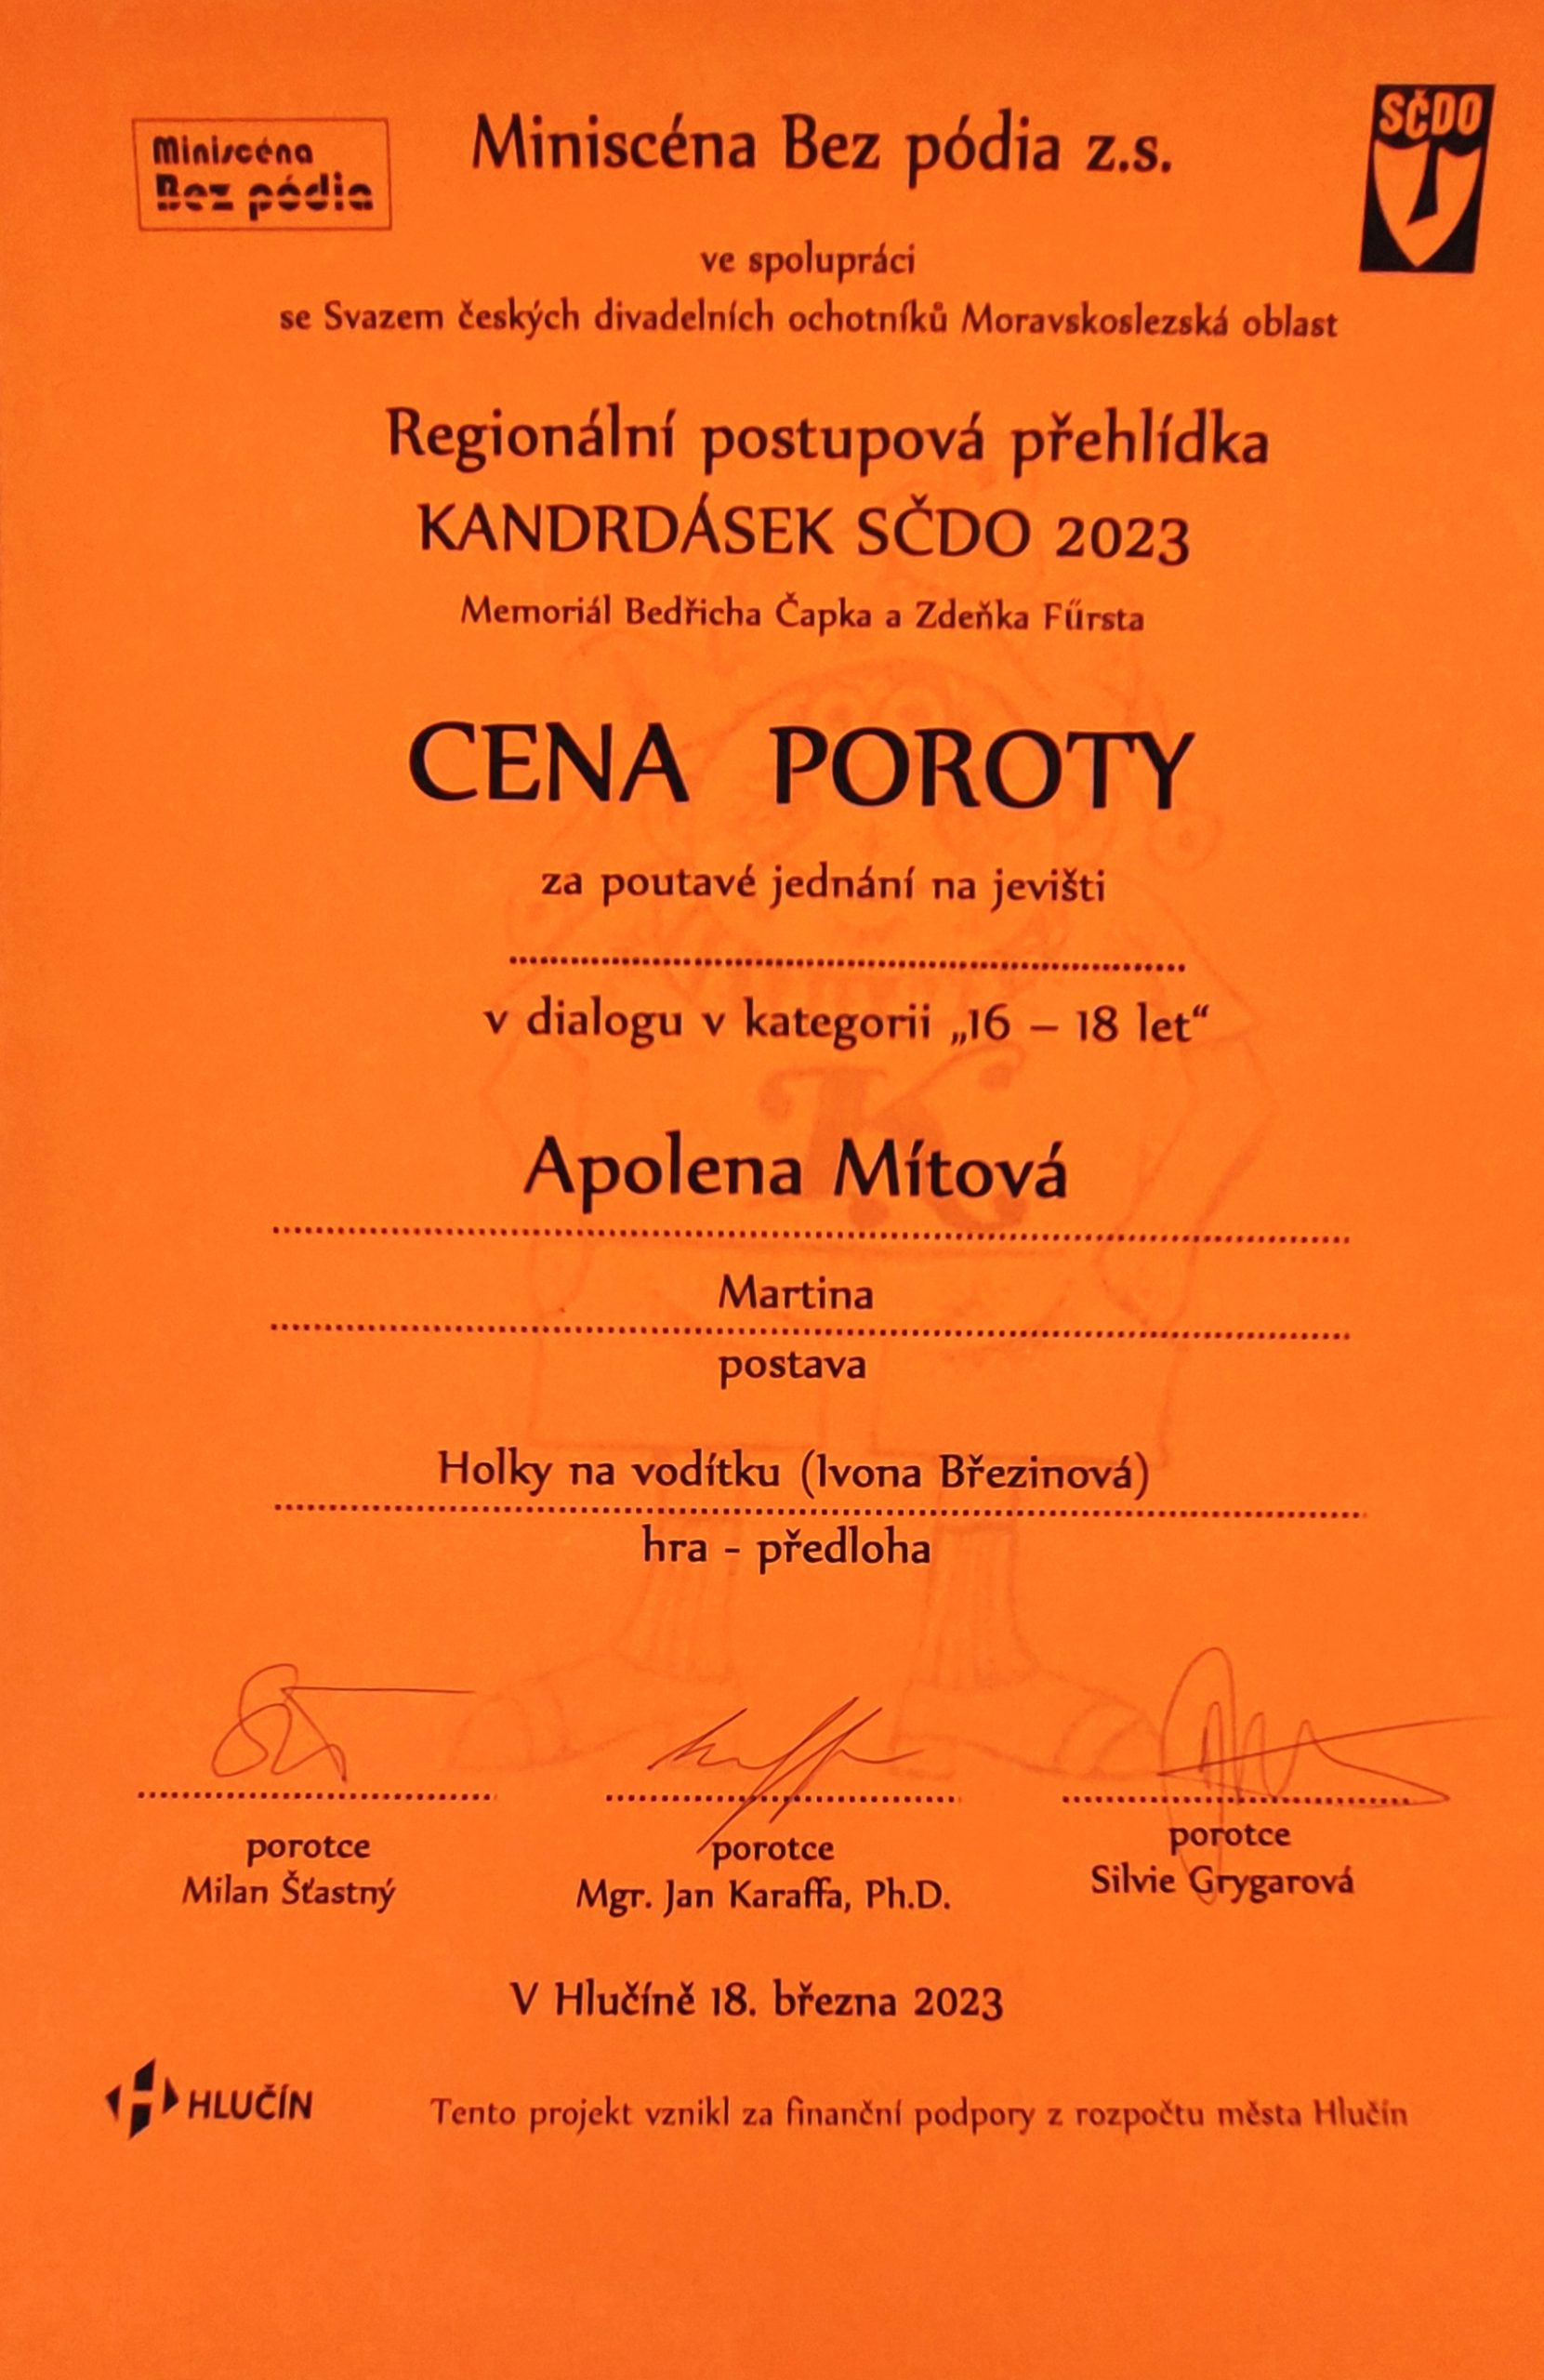 Miniscéna
Bez pódia
Miniscéna Bez pódia z.s.
SČDO
ve spolupráci
se Svazem českých divadelních ochotníků Moravskoslezská oblast
Regionální postupová přehlídka
KANDRDÁSEK SČDO 2023
Memoriál Bedřicha Čapka a Zdeňka Fűrsta
CENA POROTY
za poutavé jednání na jevišti
v dialogu v kategorii „16 – 18 let“
K
Apolena Mítová
Martina
postava
Holky na vodítku (Ivona Březinová)
hra - předloha
porotce
Milan Šťastný
porotce
Mgr. Jan Karaffa, Ph.D.
porotce
Silvie Grygarová
V Hlučíně 18. března 2023
HLUČÍN
Tento projekt vznikl za finanční podpory z rozpočtu města Hlučín